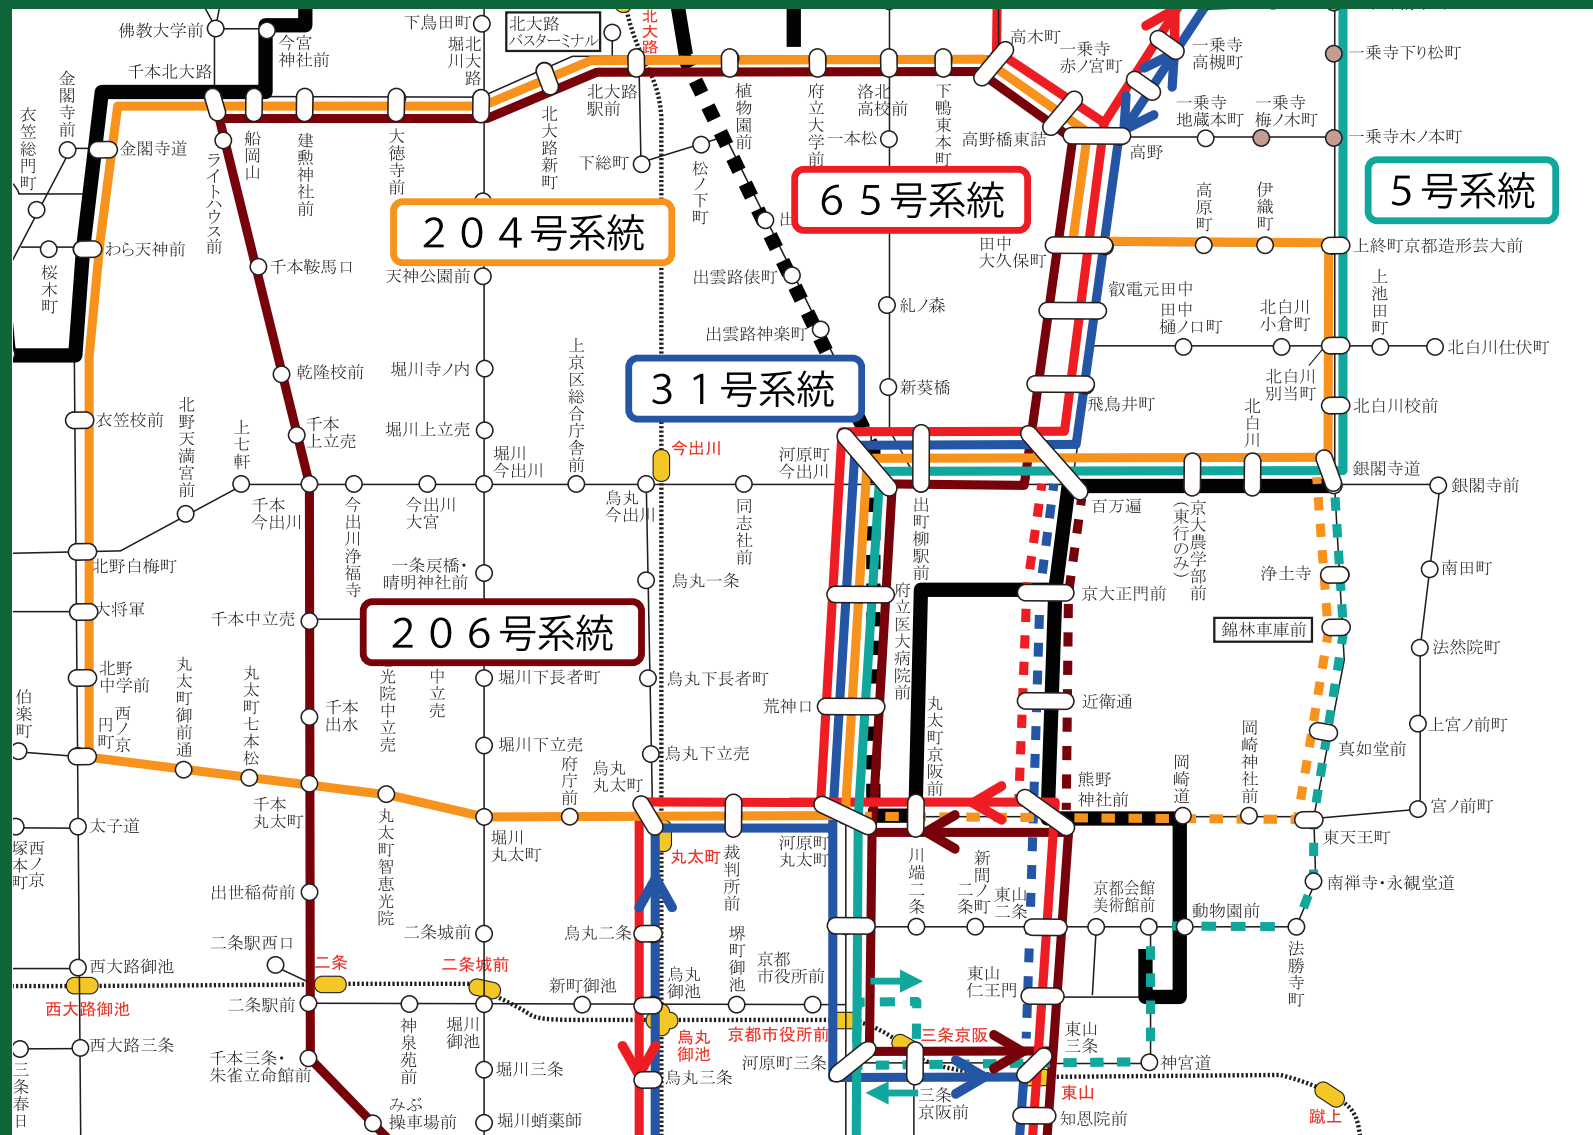 佛教大学前
今宮
神社前
下鳥田町
堀川
北大路
北大路
バスターミナル
北大路
高木町
一乗寺
赤ノ宮町
一乗寺
高槻町
一乗寺下り松町
千本北大路
金閣寺前
衣笠総門町
金閣寺道
船岡山
建勲神社前
大徳寺前
北大路新町
北大路
駅前
植物園前
府立大学前
洛北
高校前
下鴨東本町
一本松
高野橋東詰
高野
一乗寺
地蔵本町
一乗寺
梅ノ木町
一乗寺木ノ本町
下総町
松ノ下町
ライトハウス前
204号系統
65号系統
5号系統
高原町
伊織町
わら天神前
桜木町
千本鞍馬口
天神公園前
出雲路俵町
出雲路神楽町
糺ノ森
田中
大久保町
上終町京都造形芸大前
叡電元田中
田中
樋ノ口町
北白川
小倉町
上池田町
北白川仕伏町
北白川
別当町
乾隆校前
堀川寺ノ内
上京区総合庁舎前
31号系統
新葵橋
飛鳥井町
北白川
北白川校前
衣笠校前
北野天満宮前
上七軒
千本
上立売
堀川上立売
堀川
今出川
今出川
河原町
今出川
銀閣寺道
銀閣寺前
千本
今出川
今出川浄福寺
今出川
大宮
烏丸
今出川
同志社前
出町柳駅前
百万遍
京大農学部前
(東行のみ)
北野白梅町
一条戻橋・
晴明神社前
烏丸一条
浄土寺
南田町
大将軍
千本中立売
206号系統
府立医大病院前
京大正門前
錦林車庫前
法然院町
北野
中学前
丸太町御前通
丸太町七本松
千本
出水
光院中立売
中立売
堀川下長者町
烏丸下長者町
荒神口
丸太町京阪前
近衛通
上宮ノ前町
伯楽町
西ノ京
円町
堀川下立売
府庁前
烏丸下立売
烏丸
丸太町
熊野
神社前
岡崎道
岡崎神社前
真如堂前
宮ノ前町
太子道
千本
丸太町
丸太町智恵光院
堀川
丸太町
丸太町
裁判所前
河原町
丸太町
川端二条
新間ノ町
二条
東山
二条
京都会館
美術館前
東天王町
南禅寺・永観堂道
西ノ京
塚本町
出世稲荷前
二条駅西口
二条城前
烏丸二条
動物園前
法勝寺町
西大路御池
西大路御池
二条
二条城前
二条駅前
新町御池
烏丸
御池
堺町御池
京都
市役所前
東山
仁王門
神泉苑前
堀川
御池
烏丸
御池
京都市役所前
三条京阪
東山
三条
神宮道
西大路三条
三条春日
千本三条・
朱雀立命館前
堀川三条
烏丸三条
河原町三条
三条
京阪前
東山
知恩院前
蹴上
みぶ
操車場前
堀川蛸薬師